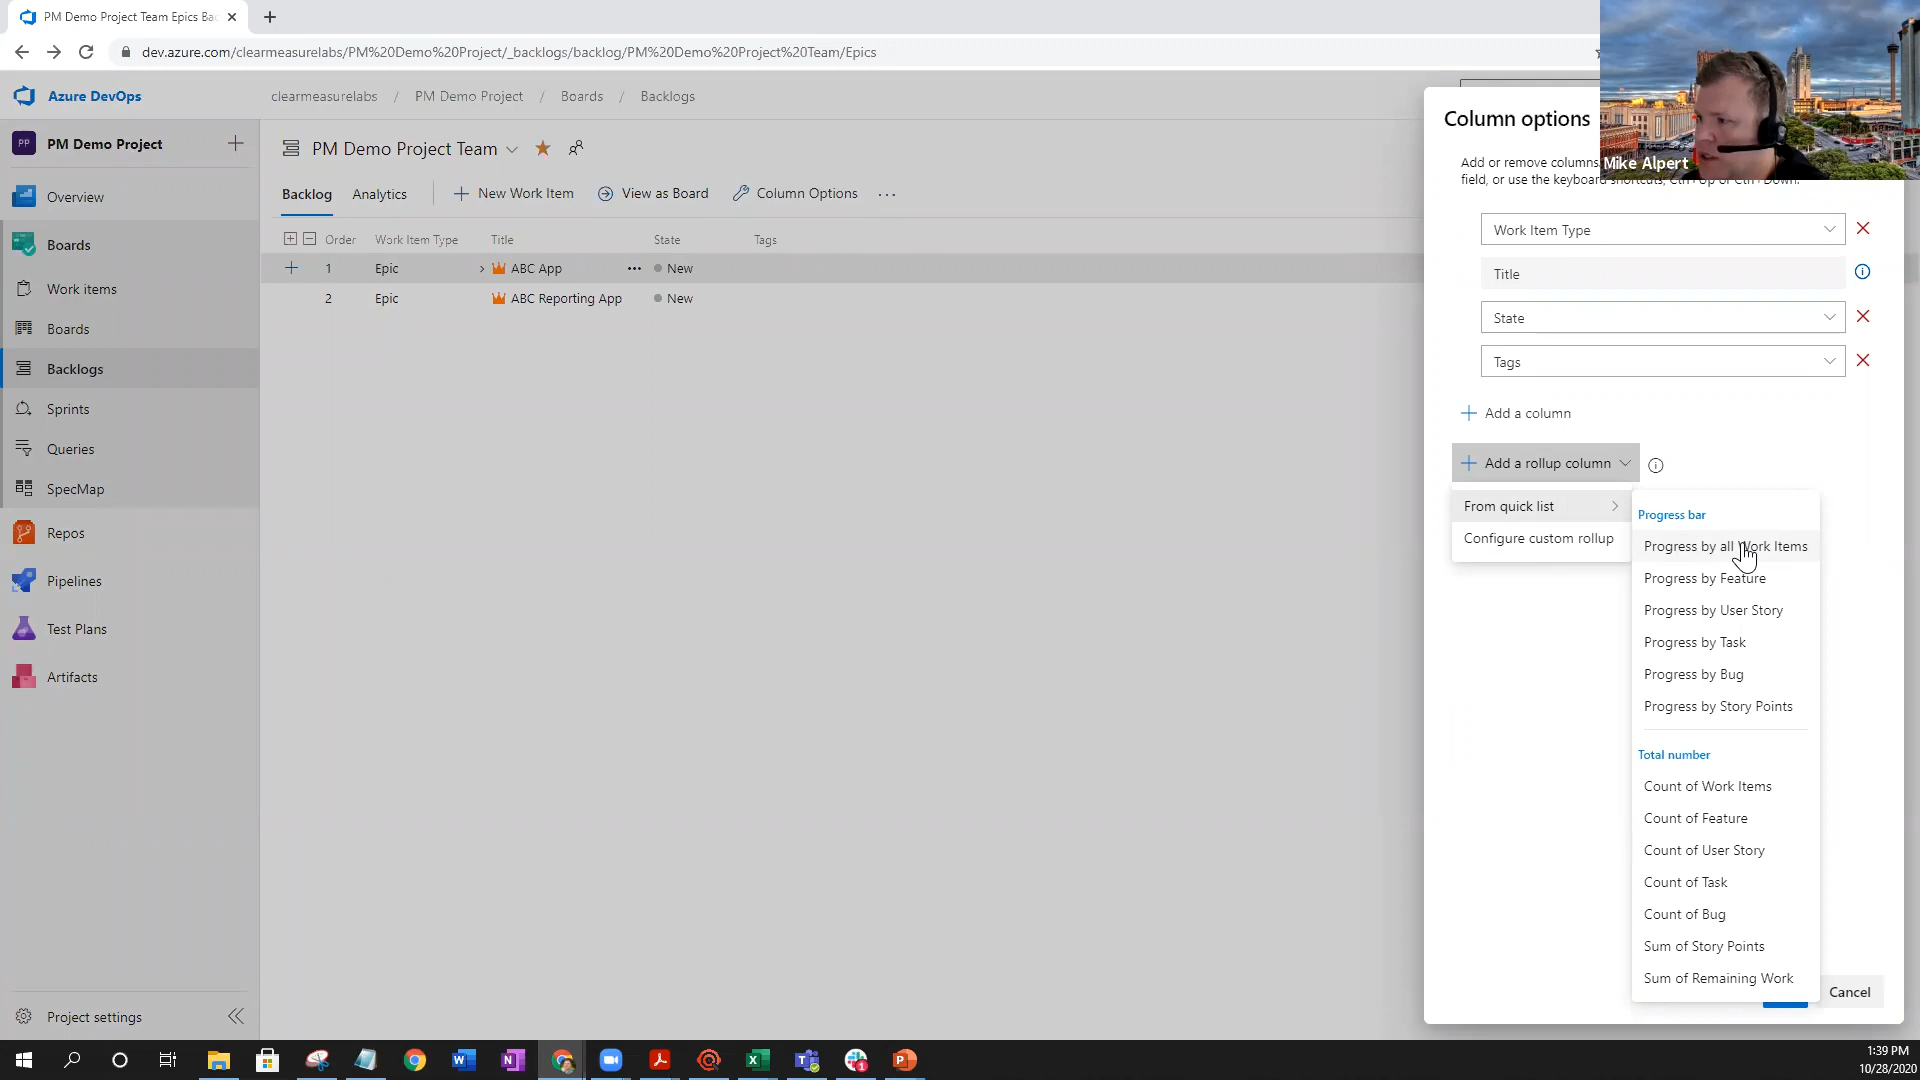 PM Demo Project Team Epics Ba
dev.azure.com/clearmeasurelabs/PM%20Demo%20Project/_backlogs/backlog/PM%20Demo%20Project%20Team/Epics
Azure DevOps
clearmeasurelabs / PM Demo Project / Boards / Backlogs
PP PM Demo Project
Overview
Boards
Work items
Boards
Backlogs
Sprints
Queries
SpecMap
Repos
Pipelines
Test Plans
Artifacts
Project settings
PM Demo Project Team
Backlog Analytics New Work Item View as Board Column Options
Order Work Item Type Title State Tags
1 Epic ABC App New
2 Epic ABC Reporting App New
Column options
Add or remove columns
field, or use the keyboard shortcuts, Ctrl+Up or Ctrl+Down.
Mike Alpert
Work Item Type
Title
State
Tags
Add a column
Add a rollup column
From quick list
Configure custom rollup
Progress bar
Progress by all Work Items
Progress by Feature
Progress by User Story
Progress by Task
Progress by Bug
Progress by Story Points
Total number
Count of Work Items
Count of Feature
Count of User Story
Count of Task
Count of Bug
Sum of Story Points
Sum of Remaining Work
Cancel
1:39 PM
10/28/2020